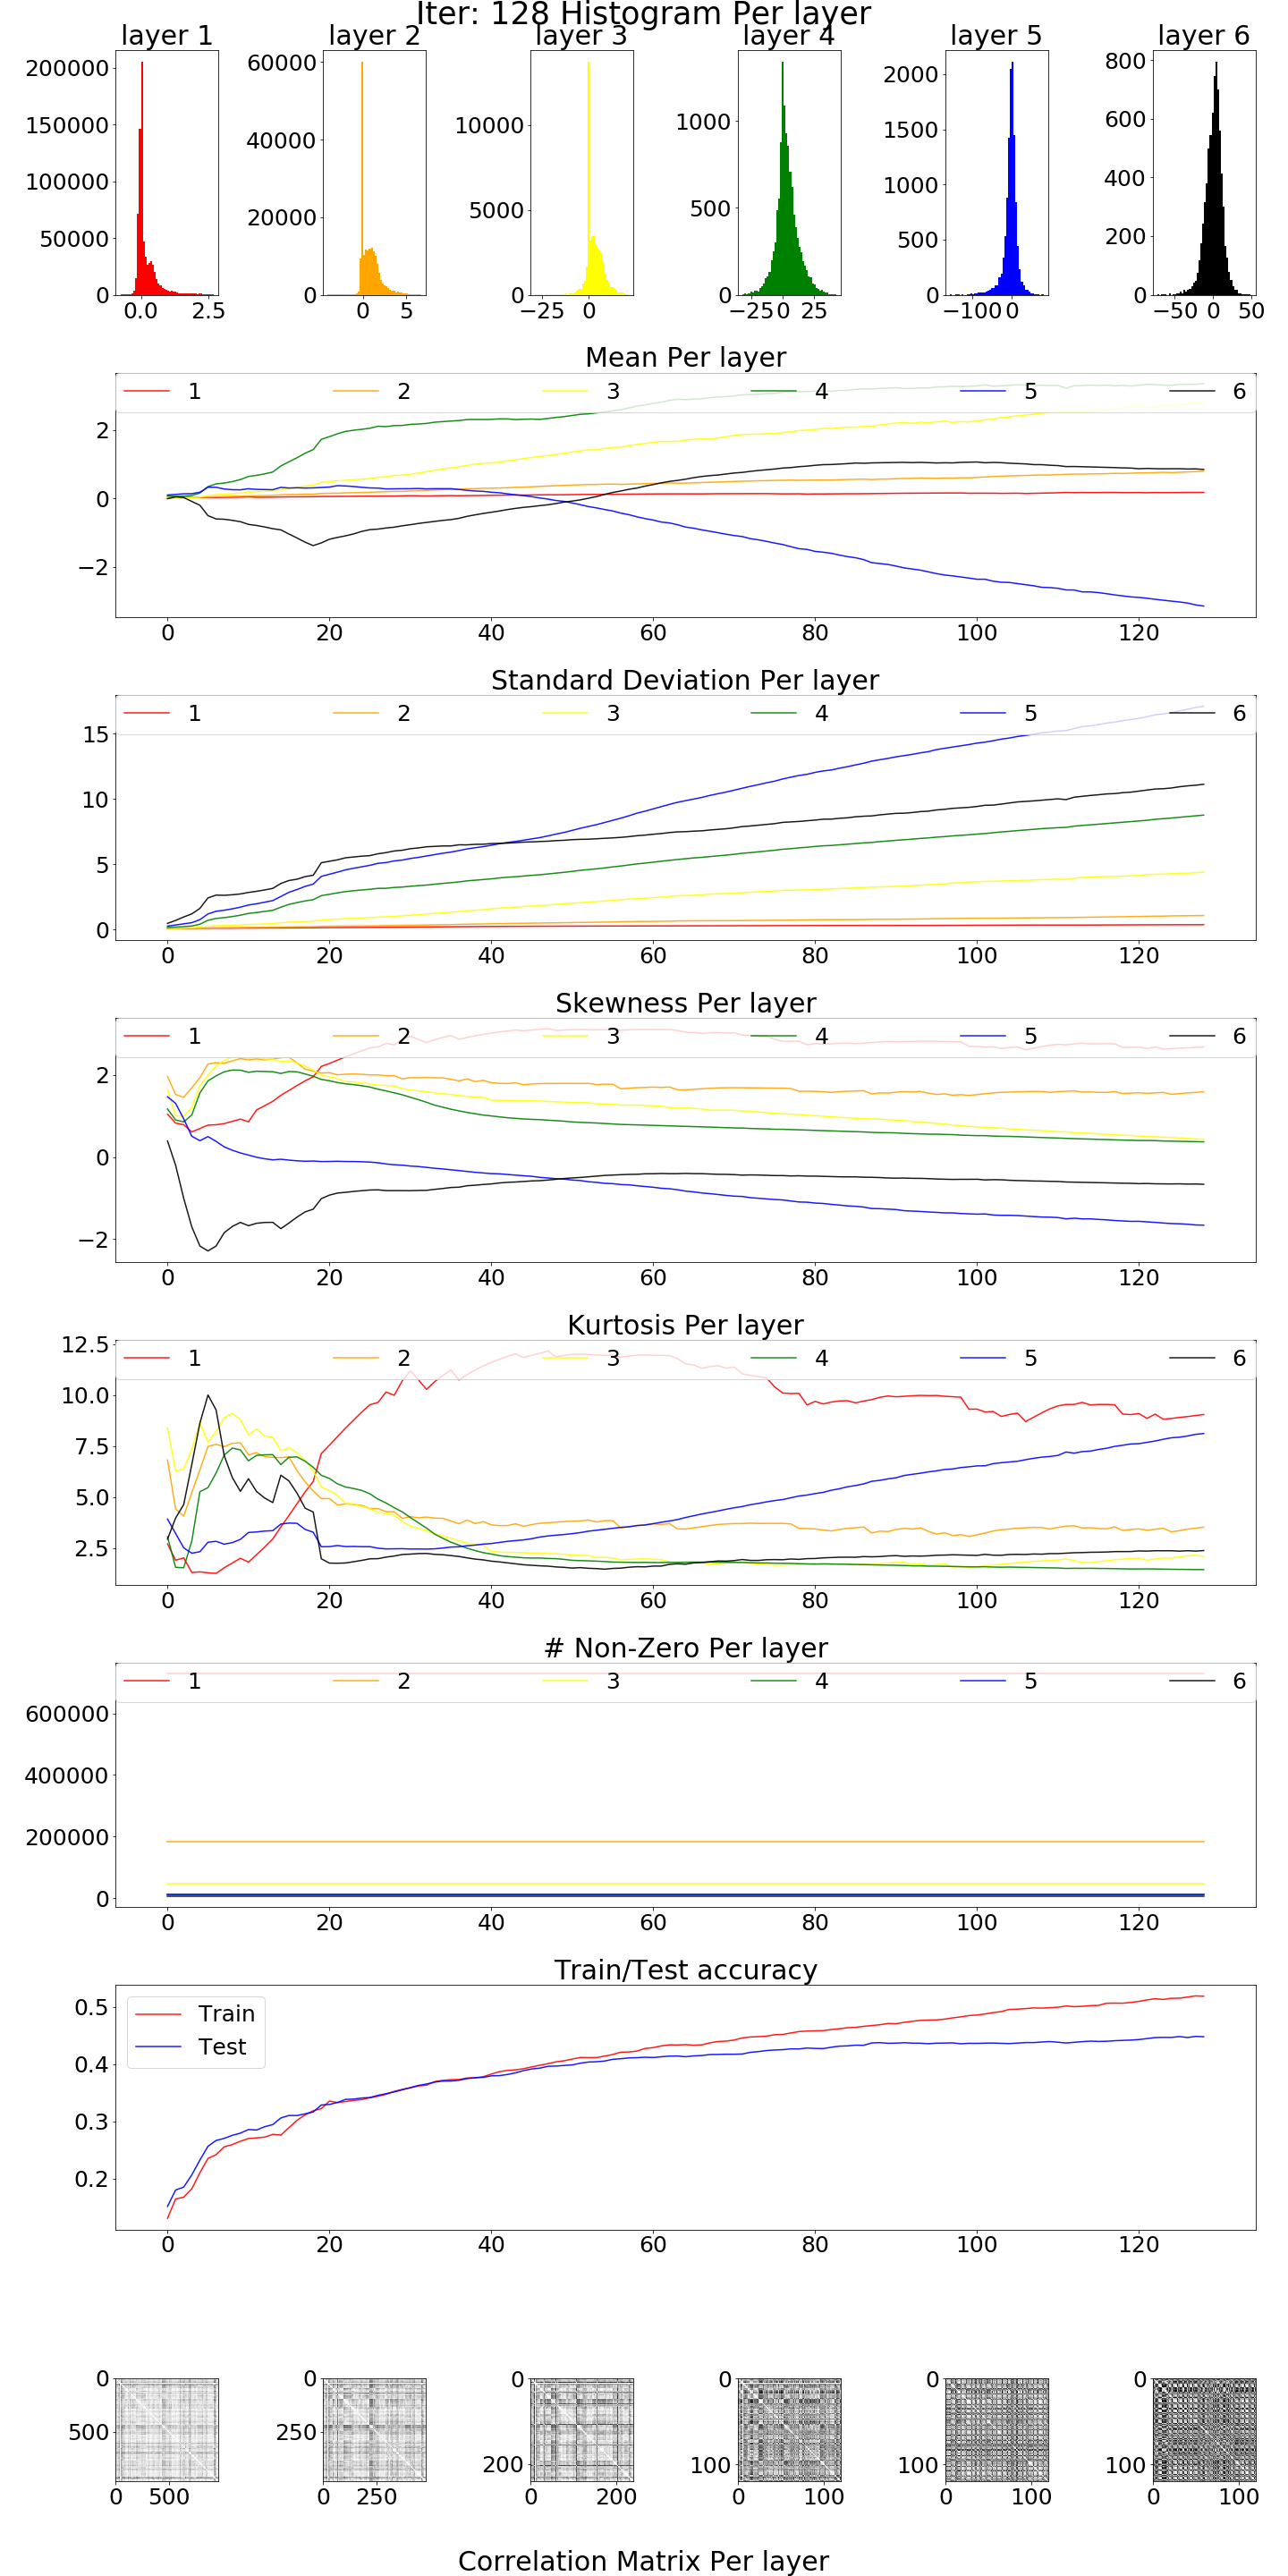 Iter: 128 Histogram Per layer
layer 1 layer 2 layer 3 layer 4 layer 5 layer 6
200000 150000 100000 50000 0
0.0 2.5
60000 40000 20000 0
0 5
10000 5000 0
−25 0
1000 500 0
−25 0 25
2000 1500 1000 500 0
−100 0
800 600 400 200 0
−50 0 50
Mean Per layer
1 2 3 4 5 6
2
0
−2
0 20 40 60 80 100 120
Standard Deviation Per layer
1 2 3 4 5 6
15
10
5
0
0 20 40 60 80 100 120
Skewness Per layer
1 2 3 4 5 6
2
0
−2
0 20 40 60 80 100 120
Kurtosis Per layer
12.5
1 2 3 4 5 6
10.0
7.5
5.0
2.5
0 20 40 60 80 100 120
# Non-Zero Per layer
1 2 3 4 5 6
600000
400000
200000
0
0 20 40 60 80 100 120
Train/Test accuracy
Train
Test
0.5
0.4
0.3
0.2
0 20 40 60 80 100 120
0 0 0 0 0 0
500 250 200 100 100 100
0 500 0 250 0 200 0 100 0 100 0 100
Correlation Matrix Per layer